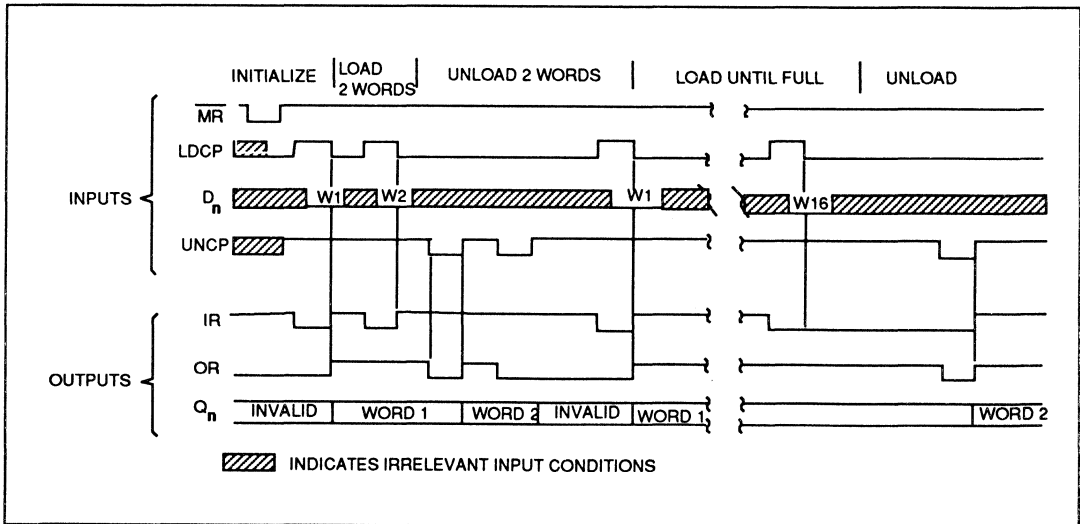 INITIALIZE
LOAD
2 WORDS
UNLOAD 2 WORDS
LOAD UNTIL FULL
UNLOAD
MR
LDCP
INPUTS
Dn
W1
W2
W1
W16
UNCP
IR
OR
OUTPUTS
Qn
INVALID
WORD 1
WORD 2
INVALID
WORD 1
WORD 2
INDICATES IRRELEVANT INPUT CONDITIONS